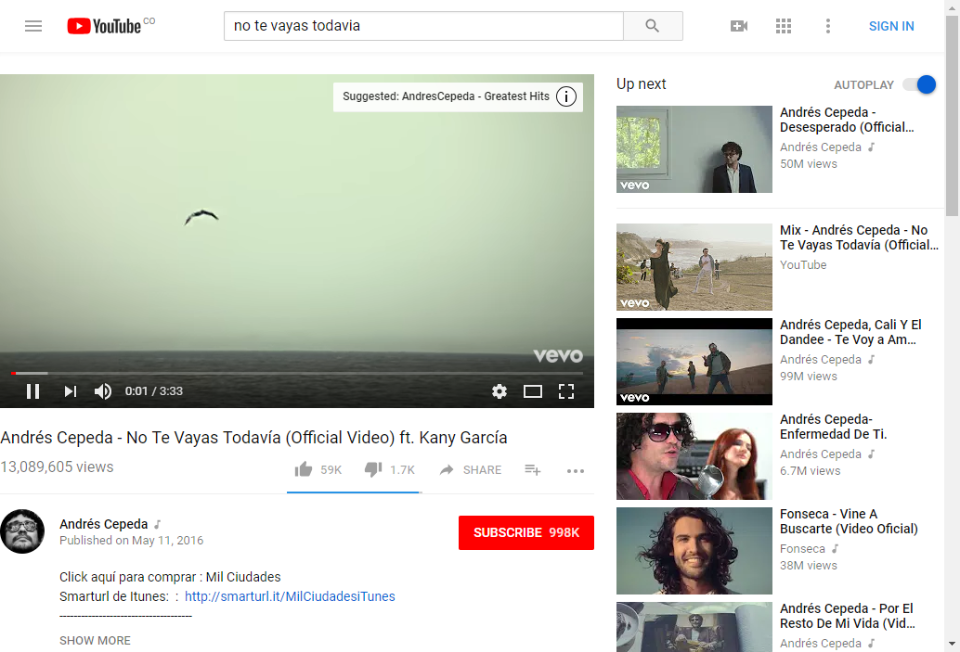 YouTube CO
no te vayas todavia
SIGN IN
Suggested: AndresCepeda - Greatest Hits
vevo
0:01 / 3:33
Andrés Cepeda - No Te Vayas Todavía (Official Video) ft. Kany García
13,089,605 views
59K
1.7K
SHARE
Andrés Cepeda
Published on May 11, 2016
SUBSCRIBE 998K
Click aquí para comprar : Mil Ciudades
Smarturl de Itunes: : http://smarturl.it/MilCiudadesiTunes
-------------------------------------
SHOW MORE
Up next
AUTOPLAY
vevo
Andrés Cepeda -
Desesperado (Official...
Andrés Cepeda
50M views
vevo
Mix - Andrés Cepeda - No
Te Vayas Todavía (Official...
YouTube
vevo
Andrés Cepeda, Cali Y El
Dandee - Te Voy a Am...
Andrés Cepeda
99M views
Andrés Cepeda-
Enfermedad De Ti.
Andrés Cepeda
6.7M views
Fonseca - Vine A
Buscarte (Video Oficial)
Fonseca
38M views
Andrés Cepeda - Por El
Resto De Mi Vida (Vid...
Andrés Cepeda